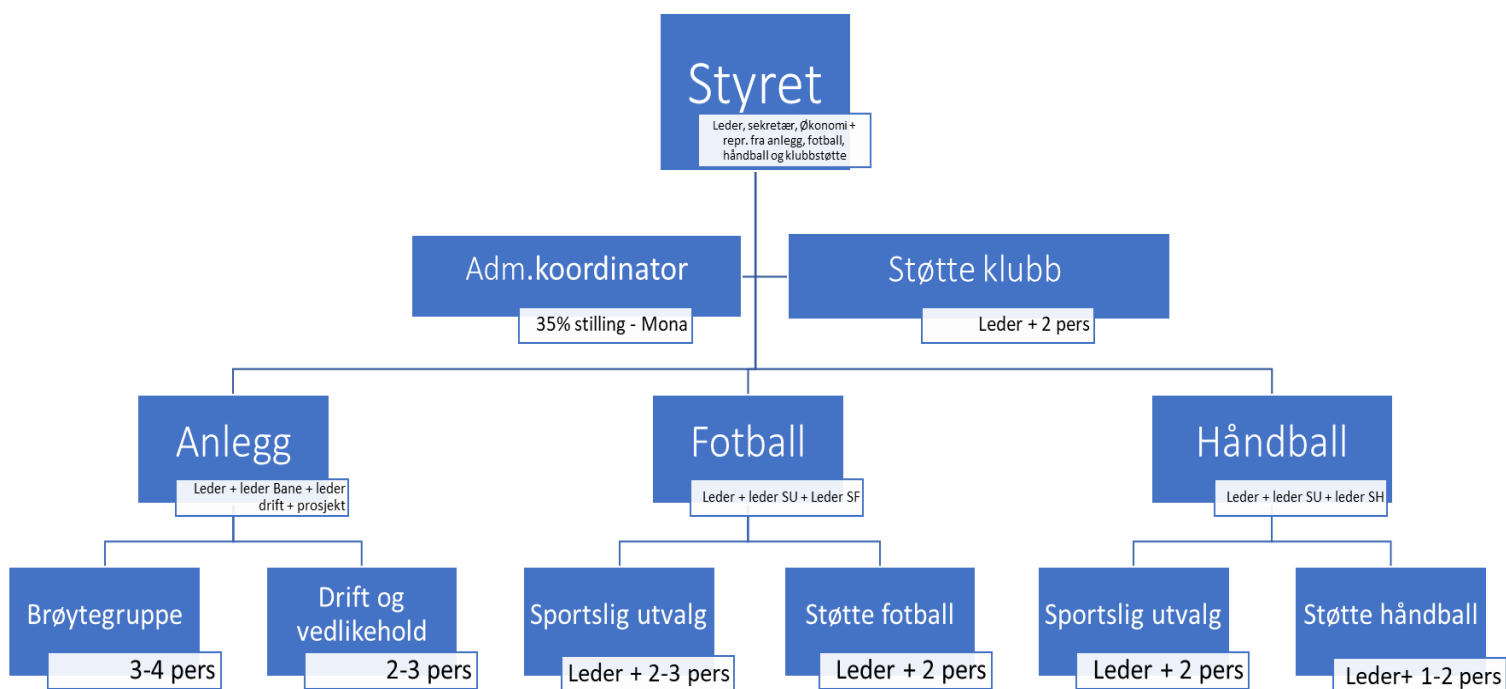 Styret
Leder, sekretær, Økonomi +
repr. fra anlegg, fotball,
håndball og klubbstøtte
Adm.koordinator
35% stilling - Mona
Støtte klubb
Leder + 2 pers
Anlegg
Leder + leder Bane + leder
drift + prosjekt
Fotball
Leder + leder SU + Leder SF
Håndball
Leder + leder SU + leder SH
Brøytegruppe
3-4 pers
Drift og
vedlikehold
2-3 pers
Sportslig utvalg
Leder + 2-3 pers
Støtte fotball
Leder + 2 pers
Sportslig utvalg
Leder + 2 pers
Støtte håndball
Leder+ 1-2 pers